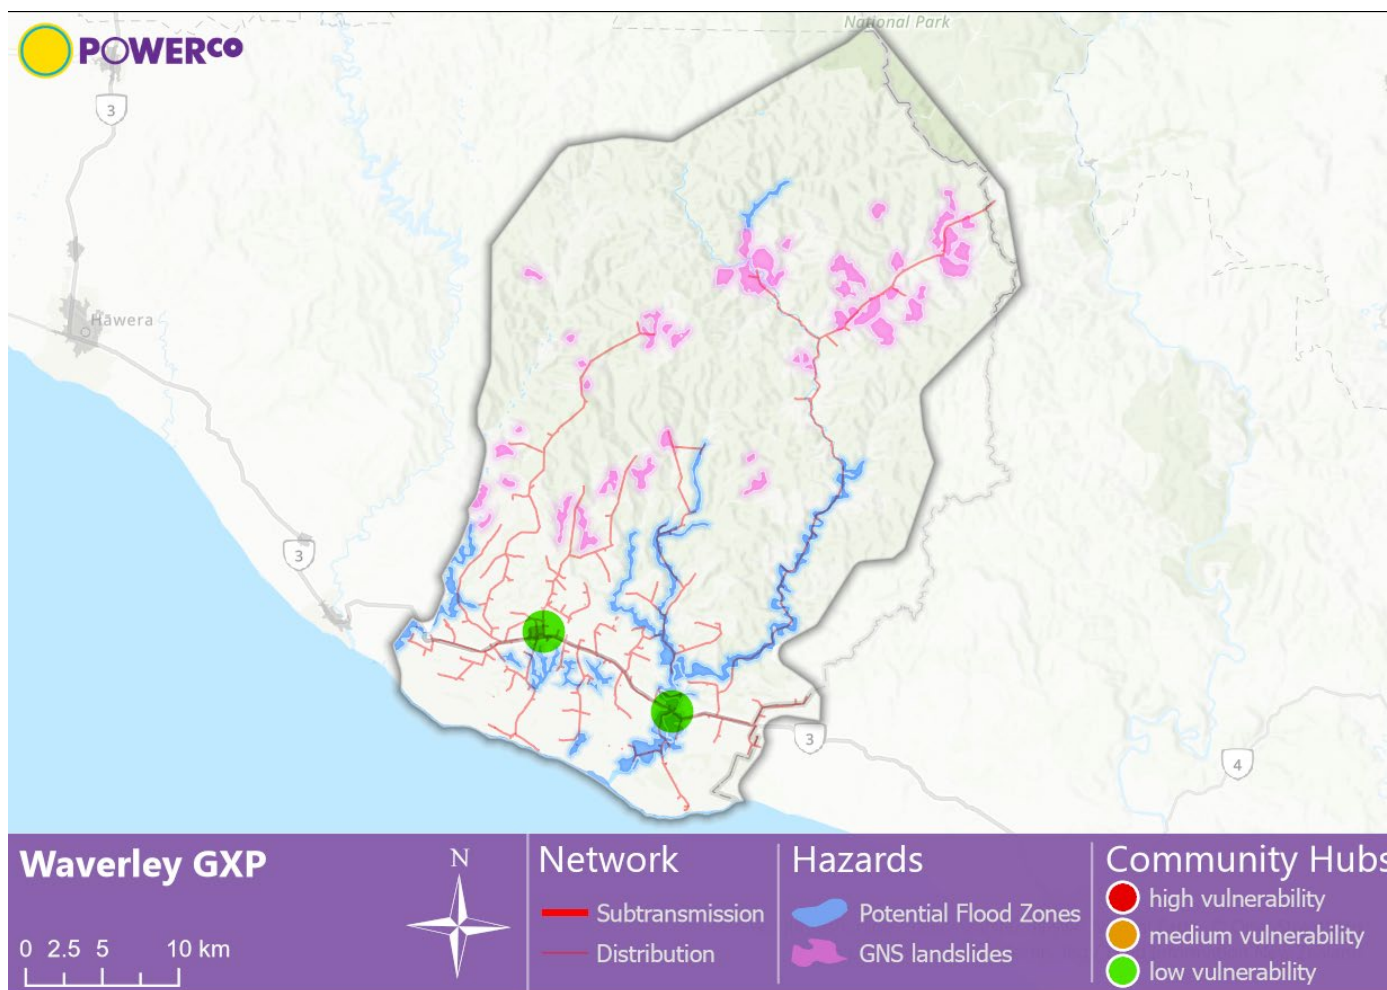 National Park
POWERCO
3
Hawera
3
3
4
Waverley GXP
N
0 2.5 5 10 km
Network
Subtransmission
Distribution
Hazards
Potential Flood Zones
GNS landslides
Community Hubs
high vulnerability
medium vulnerability
low vulnerability